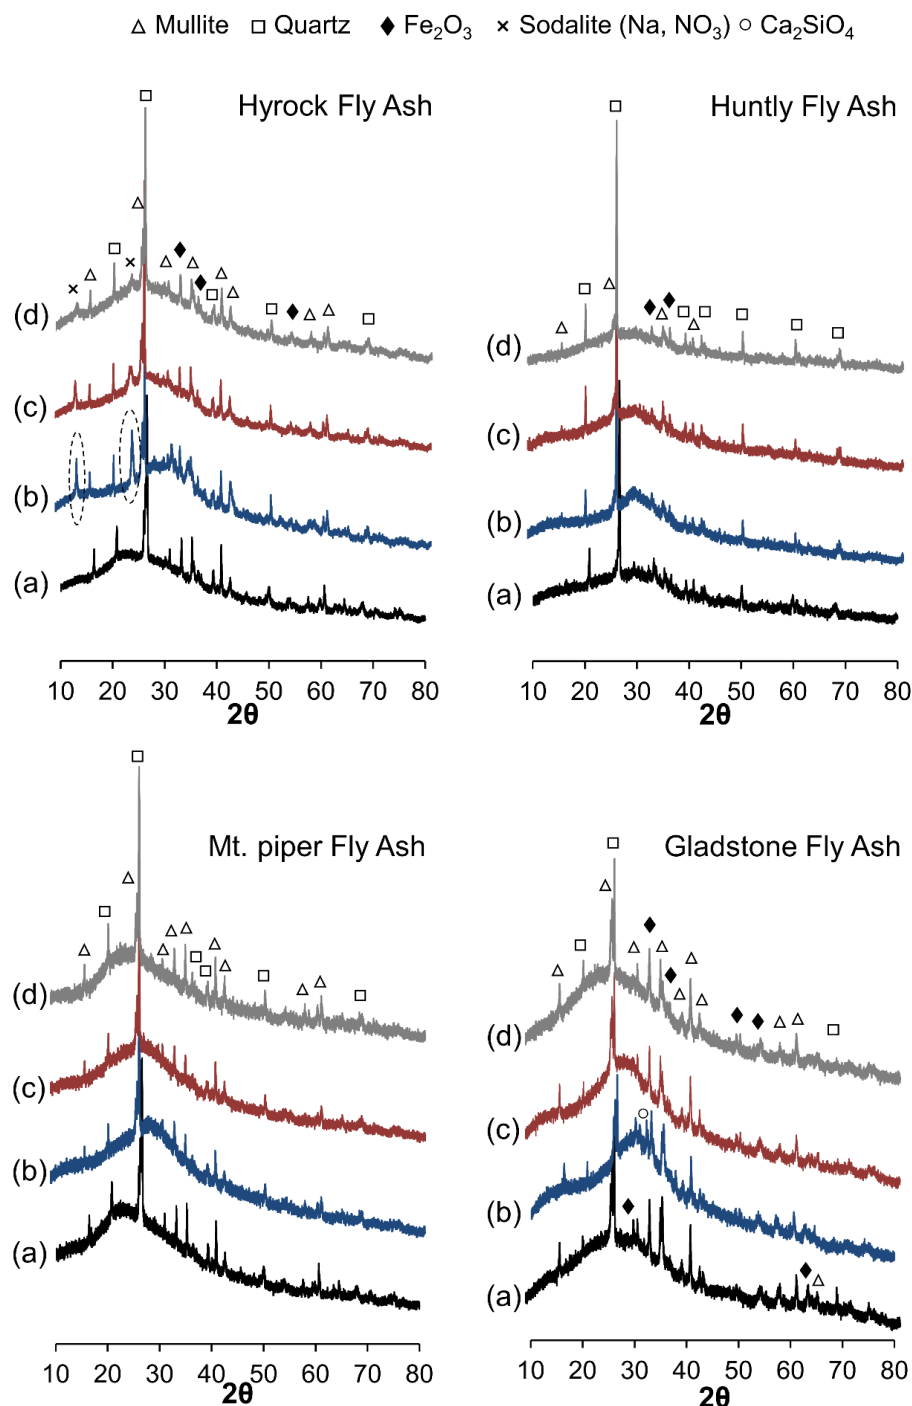 △ Mullite □ Quartz ◆ Fe₂O₃ × Sodalite (Na, NO₃) ○ Ca₂SiO₄
Hyrock Fly Ash
(d)
(c)
(b)
(a)
10 20 30 40 50 60 70 80
2θ
Huntly Fly Ash
(d)
(c)
(b)
(a)
10 20 30 40 50 60 70 80
2θ
Mt. piper Fly Ash
(d)
(c)
(b)
(a)
10 20 30 40 50 60 70 80
2θ
Gladstone Fly Ash
(d)
(c)
(b)
(a)
10 20 30 40 50 60 70 80
2θ